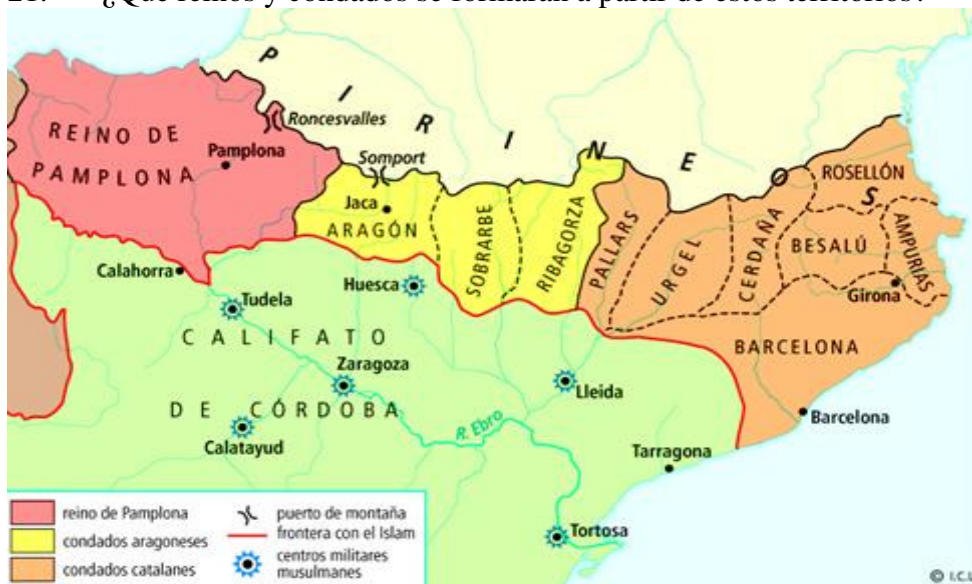 21. ¿Qué reinos y condados se formarán a partir de estos territorios?
PIRINEOS
Roncesvalles
REINO DE
PAMPLONA
Pamplona
Somport
Jaca
ARAGÓN
SOBRARBE
RIBAGORZA
PALLARS
URGEL
CERDAÑA
ROSELLÓN
BESALÚ
AMPURIAS
Girona
BARCELONA
Barcelona
Calahorra
Tudela
Huesca
CALIFATO
DE CÓRDOBA
Zaragoza
Lleida
Calatayud
R. Ebro
Tarragona
Tortosa
reino de Pamplona
condados aragoneses
condados catalanes
puerto de montaña
frontera con el Islam
centros militares
musulmanes